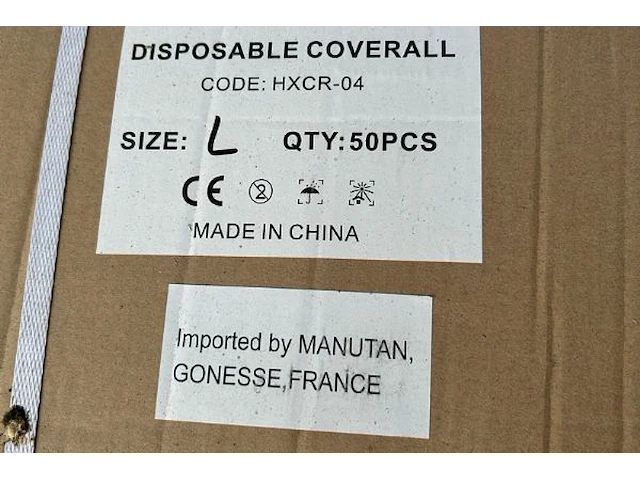 DISPOSABLE COVERALL
CODE: HXCR-04
SIZE: L QTY: 50PCS
CE
MADE IN CHINA
Imported by MANUTAN,
GONESSE,FRANCE